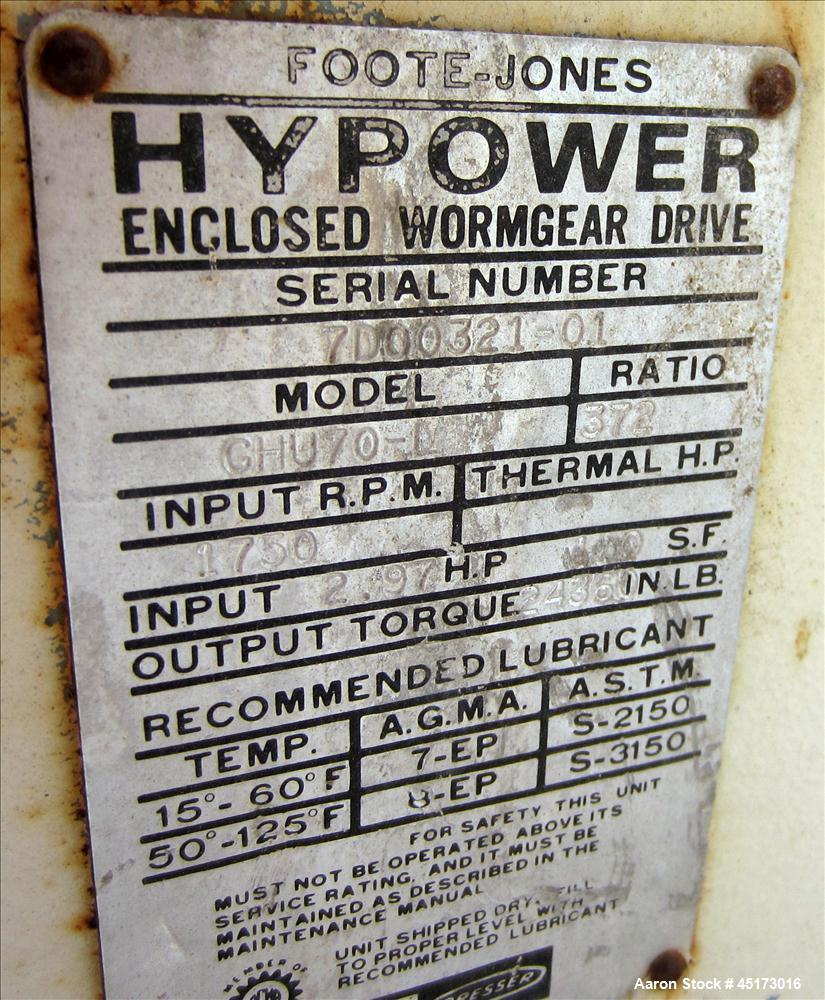 FOOTE-JONES
HYPOWER
ENCLOSED WORMGEAR DRIVE
SERIAL NUMBER
7D00321-01
MODEL RATIO
GHU70- 372
INPUT R.P.M. THERMAL H.P.
1750
INPUT 2.97 H.P S.F.
OUTPUT TORQUE IN.LB.
RECOMMENDED LUBRICANT
TEMP. A.G.M.A. A.S.T.M.
15°- 60°F 7-EP S-2150
50°-125°F 8-EP S-3150
FOR SAFETY THIS UNIT
MUST NOT BE OPERATED ABOVE ITS
SERVICE RATING. AND IT MUST BE
MAINTAINED AS DESCRIBED IN THE
MAINTENANCE MANUAL
UNIT SHIPPED DRY. FILL
TO PROPER LEVEL WITH
RECOMMENDED LUBRICANT
MEMBER OF
Aaron Stock # 45173016